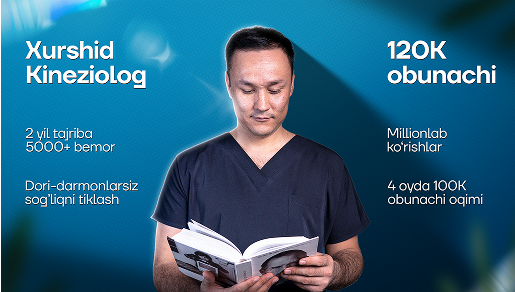 Xurshid
Kineziolog
2 yil tajriba
5000+ bemor
Dori-darmonlarsiz
sog'liqni tiklash
120K
obunachi
Millionlab
ko'rishlar
4 oyda 100K
obunachi oqimi